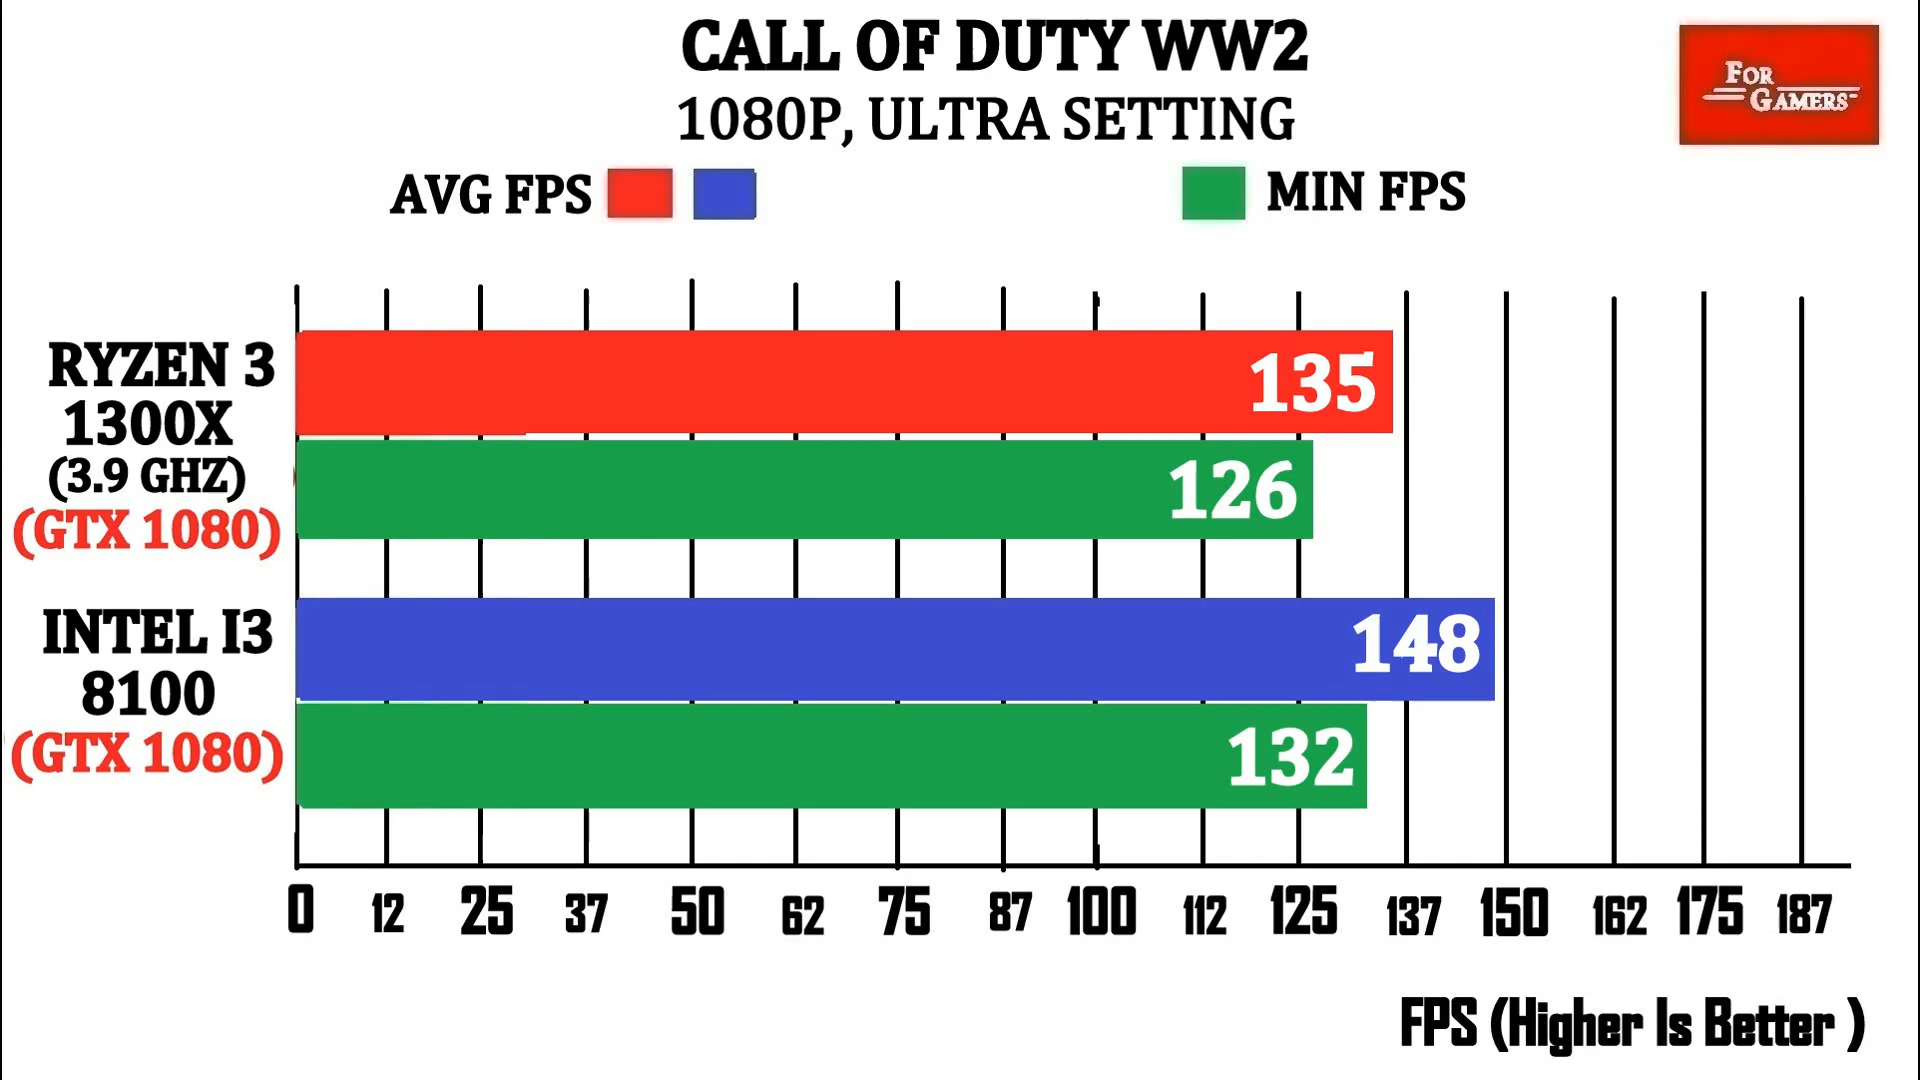 CALL OF DUTY WW2
1080P, ULTRA SETTING
FOR
GAMERS
AVG FPS
MIN FPS
RYZEN 3
1300X
(3.9 GHZ)
(GTX 1080)
135
126
INTEL I3
8100
(GTX 1080)
148
132
0 12 25 37 50 62 75 87 100 112 125 137 150 162 175 187
FPS (Higher Is Better )